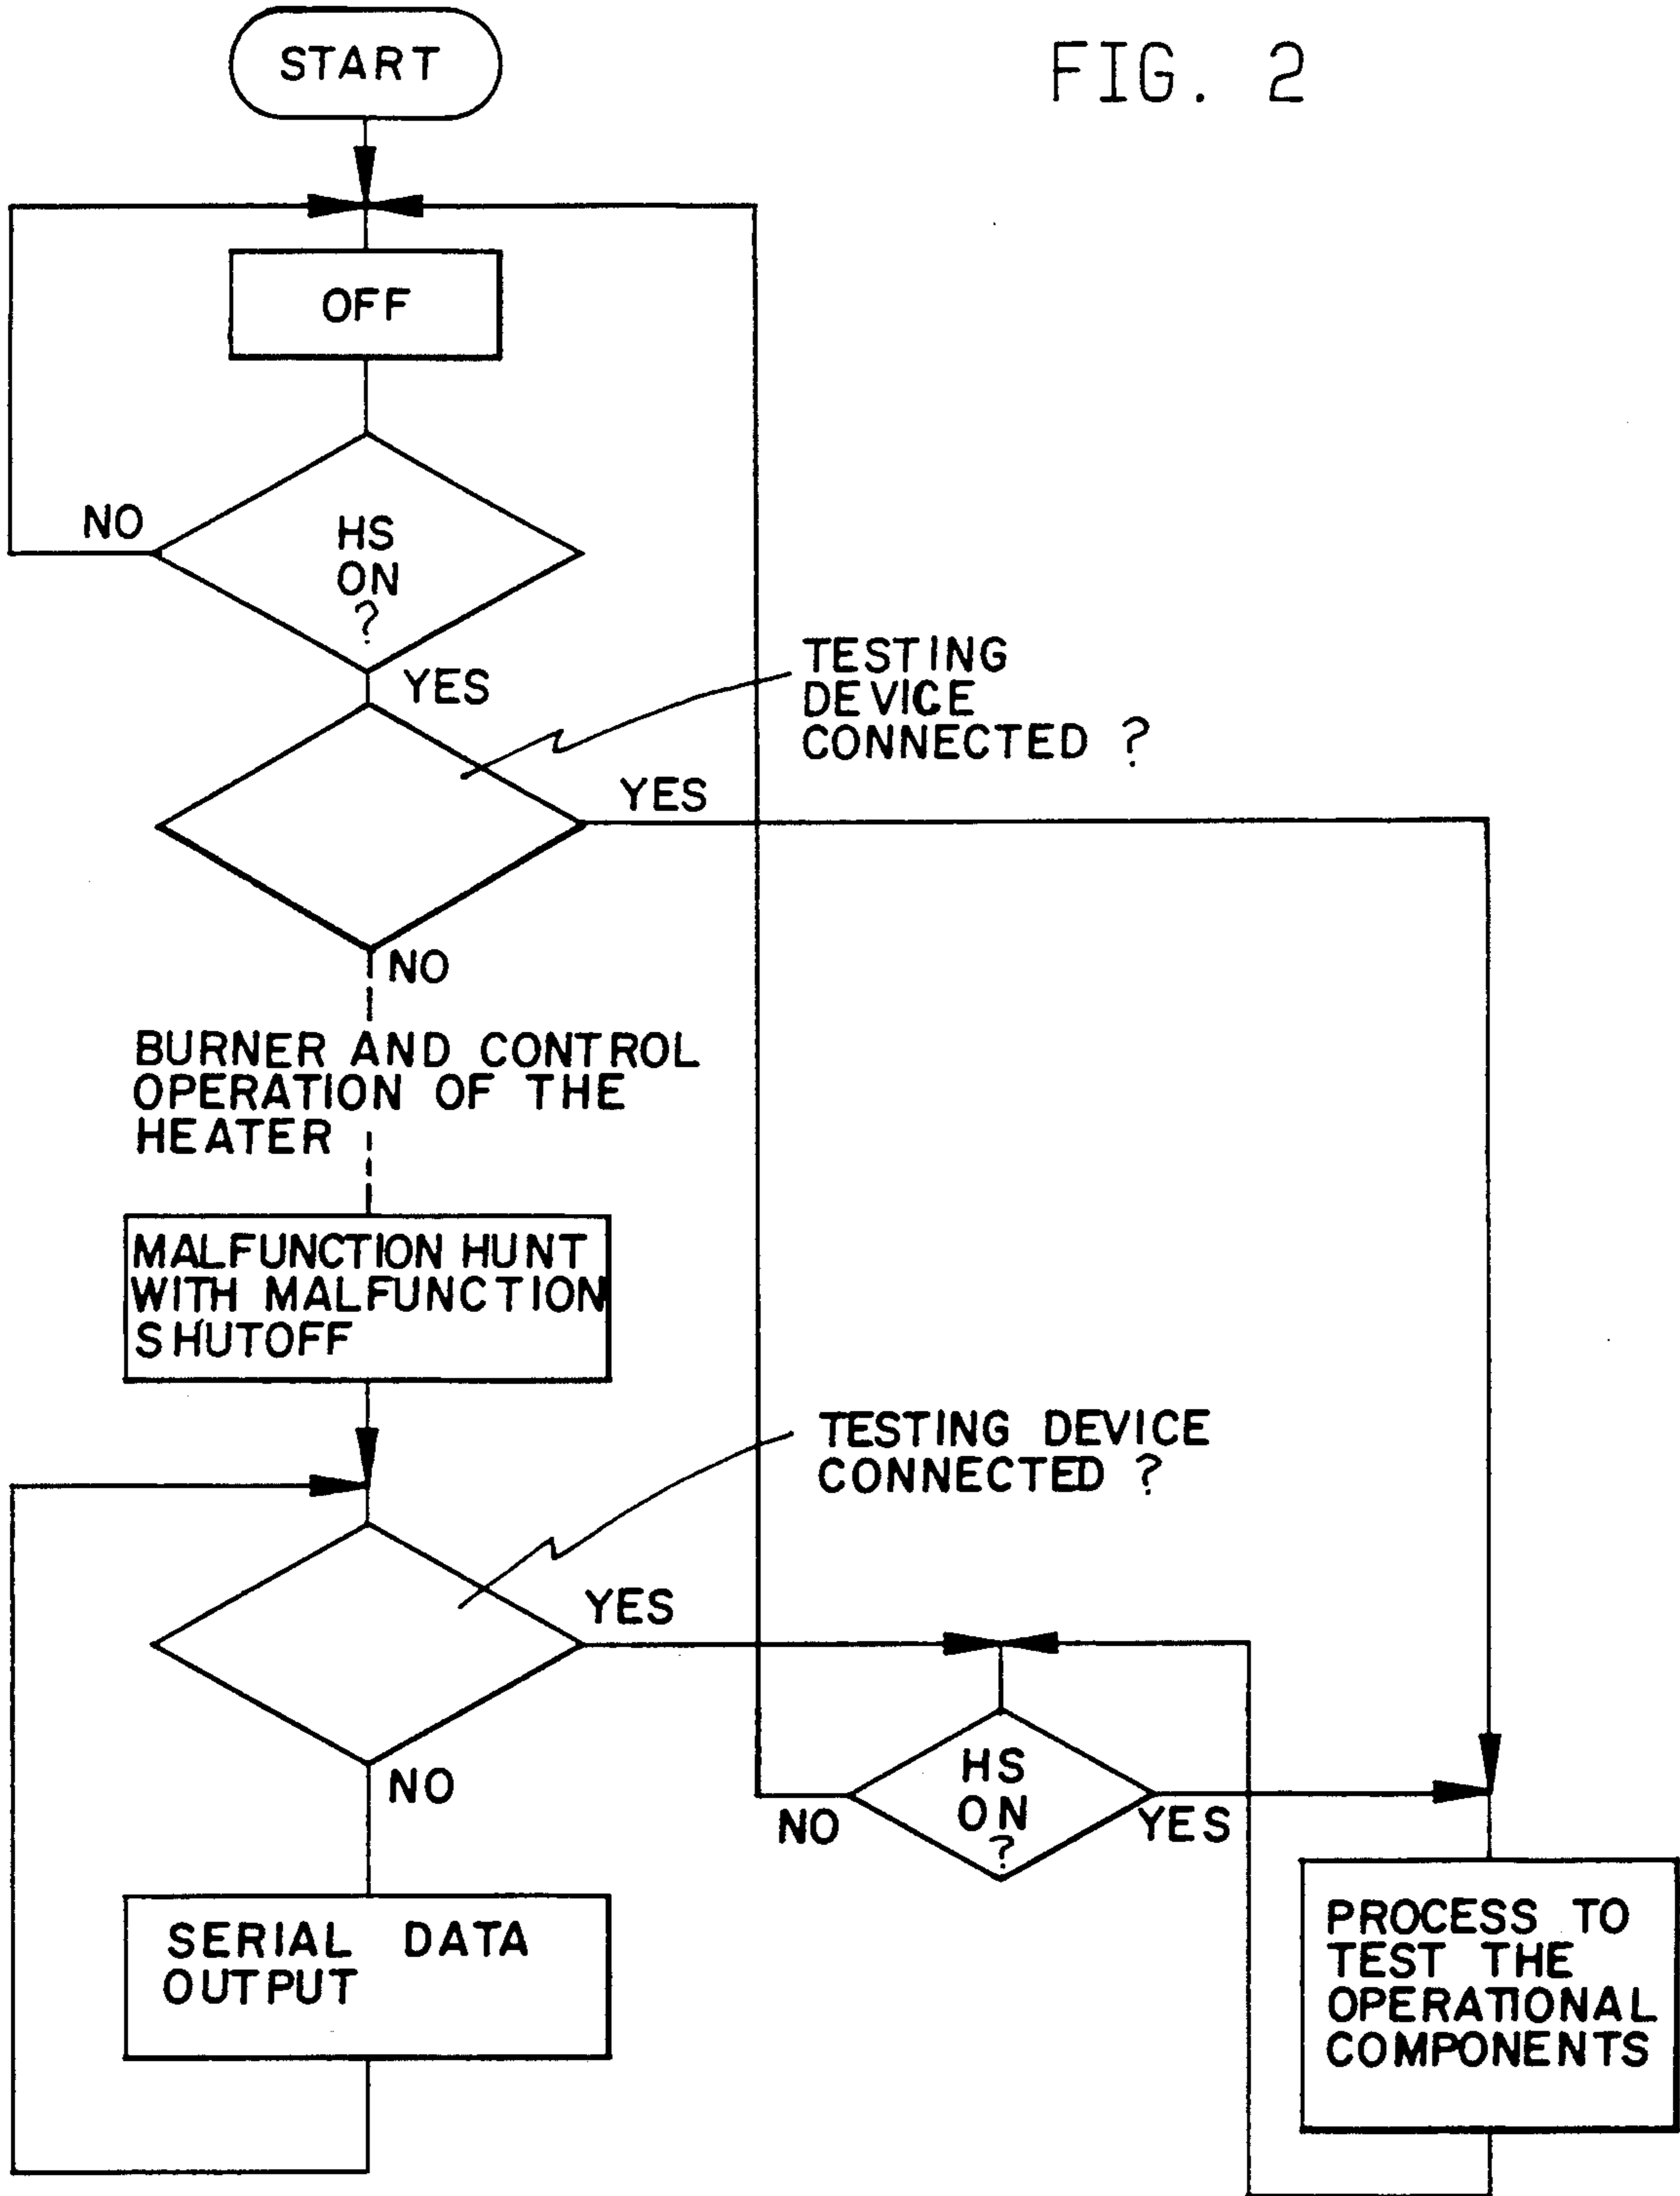 START
FIG. 2
OFF
NO
HS
ON
?
YES
TESTING
DEVICE
CONNECTED ?
YES
NO
BURNER AND CONTROL
OPERATION OF THE
HEATER
MALFUNCTION HUNT
WITH MALFUNCTION
SHUTOFF
TESTING DEVICE
CONNECTED ?
YES
NO
HS
ON
?
NO
YES
SERIAL DATA
OUTPUT
PROCESS TO
TEST THE
OPERATIONAL
COMPONENTS